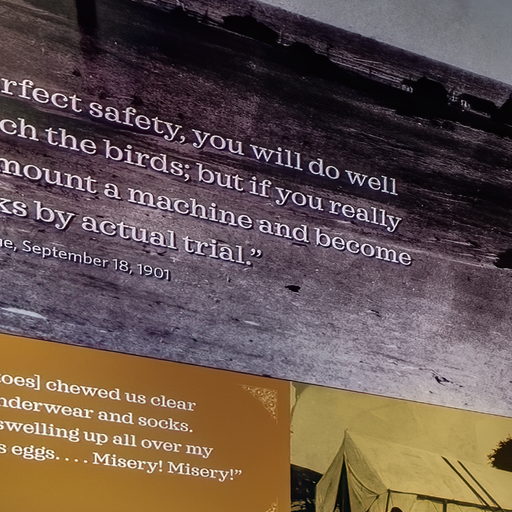 rfect safety, you will do well
ch the birds; but if you really
mount a machine and become
ks by actual trial.”
e, September 18, 1901
toes] chewed us clear
nderwear and socks.
swelling up all over my
s eggs. . . . Misery! Misery!”